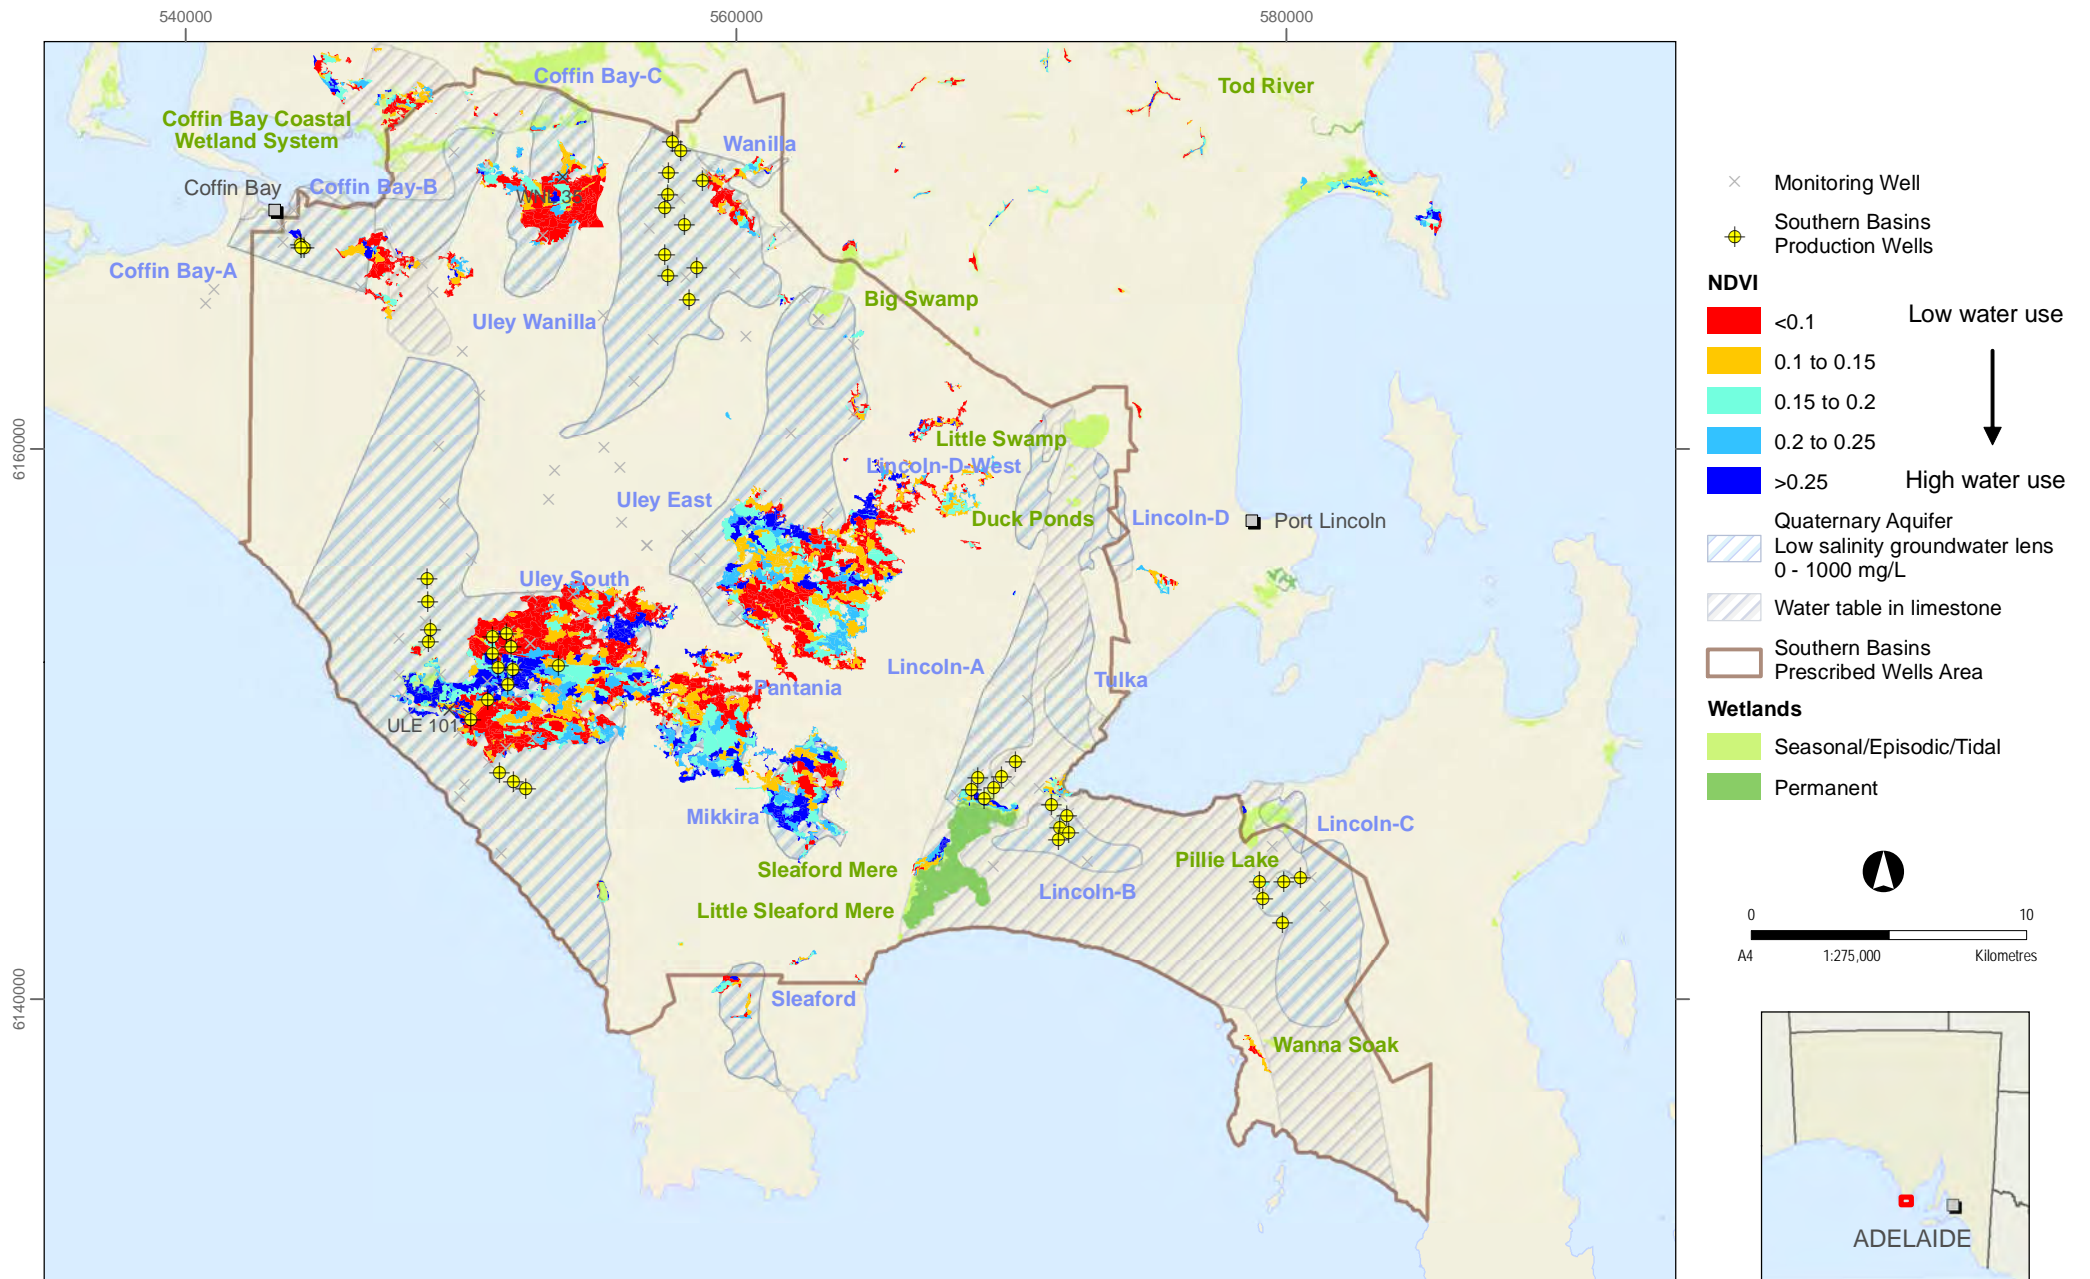 540000
560000
580000
6160000
6140000
Coffin Bay-C
Tod River
Coffin Bay Coastal
Wetland System
Wanilla
Coffin Bay
Coffin Bay-B
Coffin Bay-A
Big Swamp
Uley Wanilla
Little Swamp
Lincoln-D-West
Uley East
Duck Ponds
Lincoln-D
Port Lincoln
Uley South
Lincoln-A
Pantania
Tulka
ULE 101
Mikkira
Lincoln-C
Sleaford Mere
Pillie Lake
Lincoln-B
Little Sleaford Mere
Sleaford
Wanna Soak
Monitoring Well
Southern Basins
Production Wells
NDVI
<0.1
Low water use
0.1 to 0.15
0.15 to 0.2
0.2 to 0.25
>0.25
High water use
Quaternary Aquifer
Low salinity groundwater lens
0 - 1000 mg/L
Water table in limestone
Southern Basins
Prescribed Wells Area
Wetlands
Seasonal/Episodic/Tidal
Permanent
0
10
A4
1:275,000
Kilometres
ADELAIDE